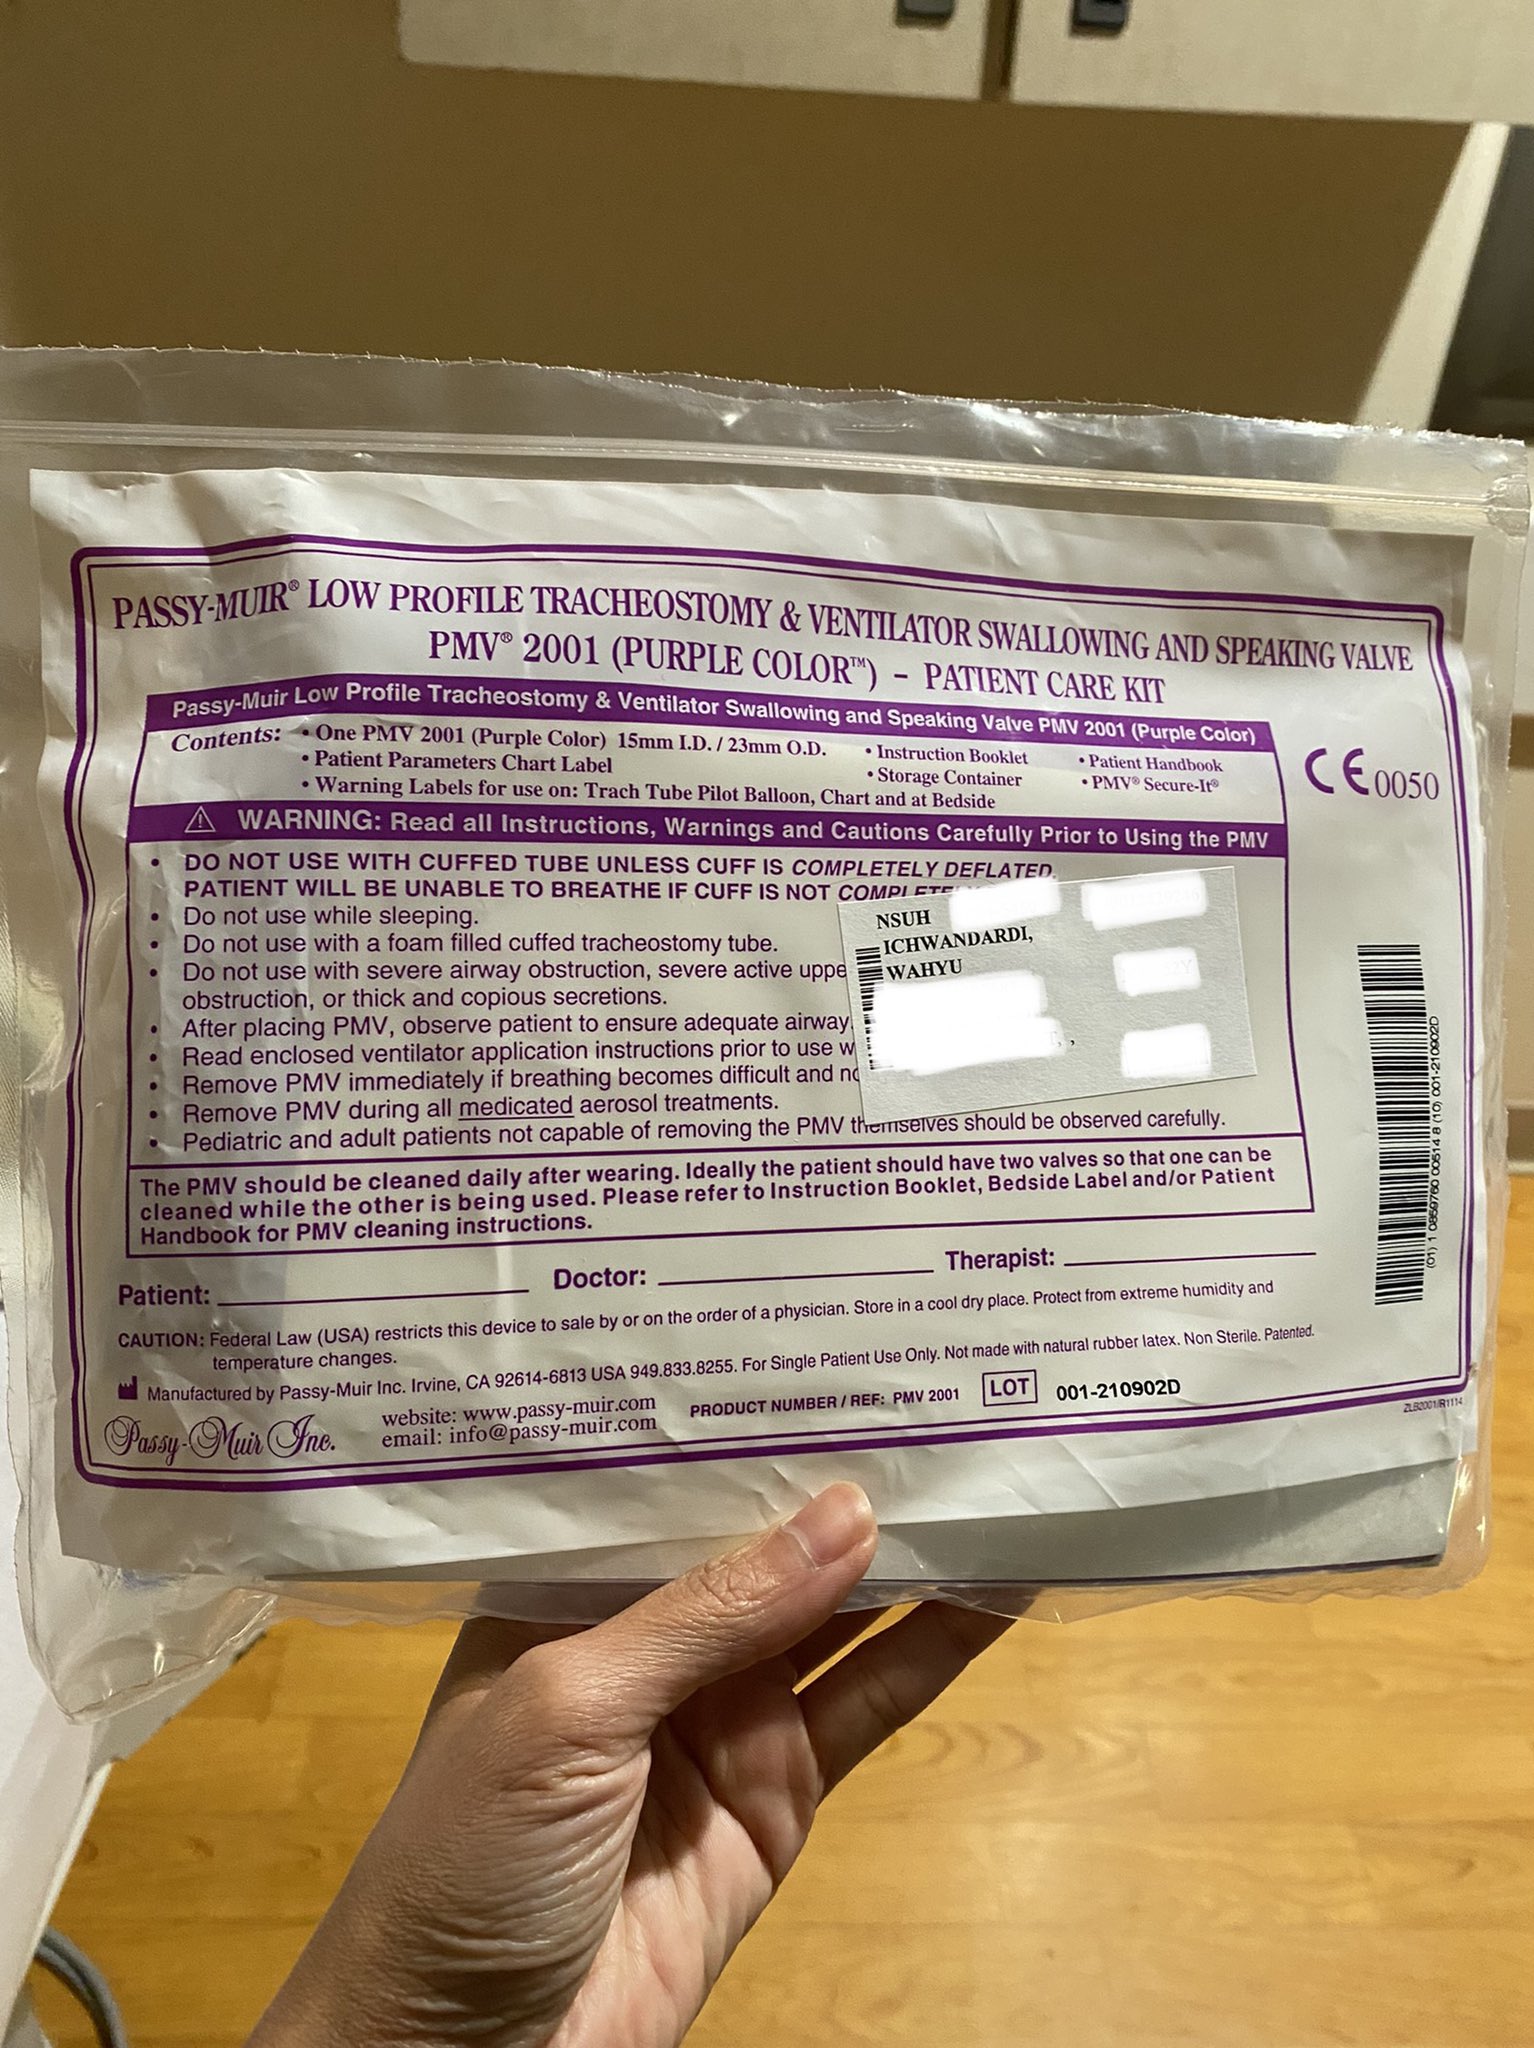 PASSY-MUIR® LOW PROFILE TRACHEOSTOMY & VENTILATOR SWALLOWING AND SPEAKING VALVE
PMV® 2001 (PURPLE COLOR™) – PATIENT CARE KIT
Passy-Muir Low Profile Tracheostomy & Ventilator Swallowing and Speaking Valve PMV 2001 (Purple Color)
Contents: • One PMV 2001 (Purple Color) 15mm I.D. / 23mm O.D. • Instruction Booklet • Patient Handbook
• Patient Parameters Chart Label • Storage Container • PMV® Secure-It®
• Warning Labels for use on: Trach Tube Pilot Balloon, Chart and at Bedside
CE 0050
⚠ WARNING: Read all Instructions, Warnings and Cautions Carefully Prior to Using the PMV
• DO NOT USE WITH CUFFED TUBE UNLESS CUFF IS COMPLETELY DEFLATED.
PATIENT WILL BE UNABLE TO BREATHE IF CUFF IS NOT COMPLETE
• Do not use while sleeping.
• Do not use with a foam filled cuffed tracheostomy tube.
• Do not use with severe airway obstruction, severe active uppe
obstruction, or thick and copious secretions.
• After placing PMV, observe patient to ensure adequate airway.
• Read enclosed ventilator application instructions prior to use w
• Remove PMV immediately if breathing becomes difficult and no
• Remove PMV during all medicated aerosol treatments.
• Pediatric and adult patients not capable of removing the PMV themselves should be observed carefully.
NSUH
ICHWANDARDI,
WAHYU
The PMV should be cleaned daily after wearing. Ideally the patient should have two valves so that one can be
cleaned while the other is being used. Please refer to Instruction Booklet, Bedside Label and/or Patient
Handbook for PMV cleaning instructions.
Patient: Doctor: Therapist:
CAUTION: Federal Law (USA) restricts this device to sale by or on the order of a physician. Store in a cool dry place. Protect from extreme humidity and
temperature changes.
Manufactured by Passy-Muir Inc. Irvine, CA 92614-6813 USA 949.833.8255. For Single Patient Use Only. Not made with natural rubber latex. Non Sterile. Patented.
Passy-Muir Inc.
website: www.passy-muir.com
email: info@passy-muir.com
PRODUCT NUMBER / REF: PMV 2001 LOT 001-210902D
ZLB2001/R1114
(01) 1 0859760 00514 8 (10) 001-210902D